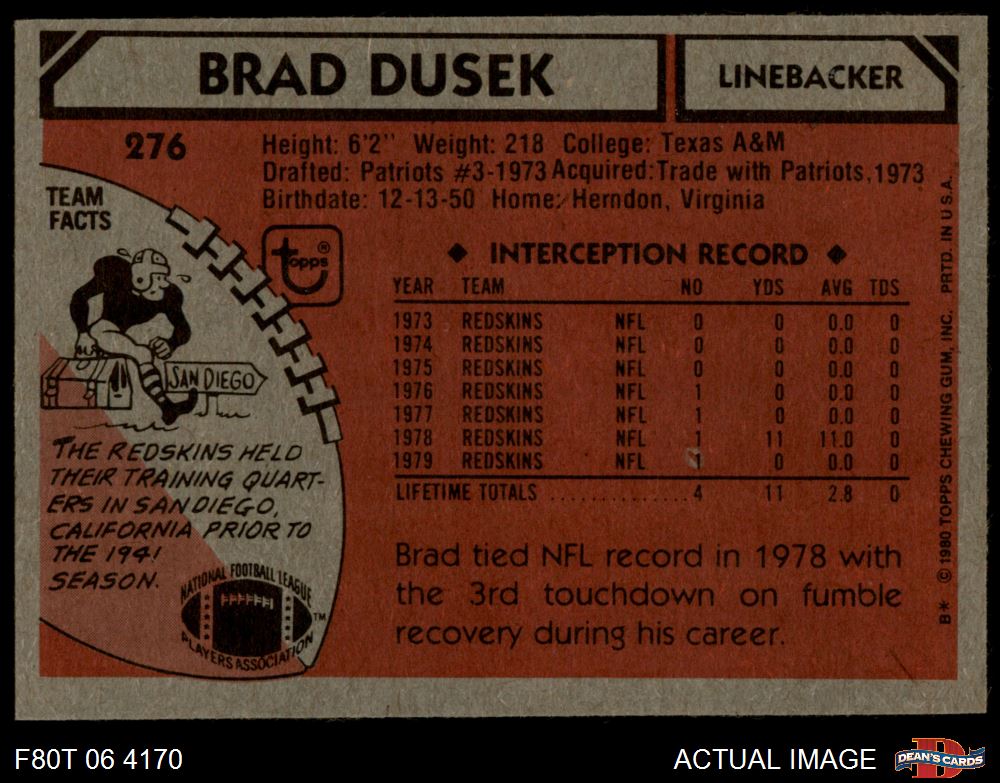 BRAD DUSEK
LINEBACKER
276
Height: 6'2" Weight: 218 College: Texas A&M
Drafted: Patriots #3-1973 Acquired: Trade with Patriots, 1973
Birthdate: 12-13-50 Home: Herndon, Virginia
TEAM
FACTS
topps®
SAN DIEGO
THE REDSKINS HELD
THEIR TRAINING QUART-
ERS IN SAN DIEGO,
CALIFORNIA PRIOR TO
THE 1941
SEASON.
NATIONAL FOOTBALL LEAGUE
PLAYERS ASSOCIATION
TM
◆ INTERCEPTION RECORD ◆
YEAR TEAM NO YDS AVG TDS
1973 REDSKINS NFL 0 0 0.0 0
1974 REDSKINS NFL 0 0 0.0 0
1975 REDSKINS NFL 0 0 0.0 0
1976 REDSKINS NFL 1 0 0.0 0
1977 REDSKINS NFL 1 0 0.0 0
1978 REDSKINS NFL 1 11 11.0 0
1979 REDSKINS NFL 1 0 0.0 0
LIFETIME TOTALS ............ 4 11 2.8 0
Brad tied NFL record in 1978 with
the 3rd touchdown on fumble
recovery during his career.
B* © 1980 TOPPS CHEWING GUM, INC. PRTD. IN U.S.A.
F80T 06 4170
ACTUAL IMAGE
D
DEAN'S CARDS